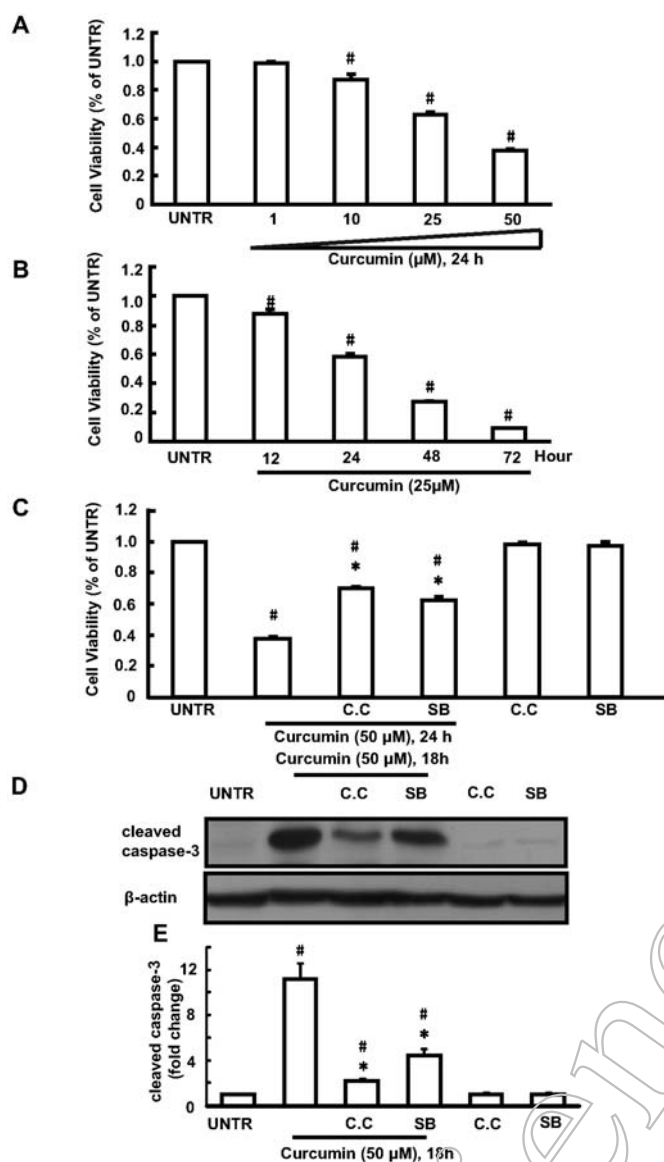 A
Cell Viability (% of UNTR)
1.2
1.0
0.8
0.6
0.4
0.2
0
#
#
#
UNTR 1 10 25 50
Curcumin (µM), 24 h
B
Cell Viability (% of UNTR)
1.2
1.0
0.8
0.6
0.4
0.2
0
#
#
#
#
UNTR 12 24 48 72 Hour
Curcumin (25µM)
C
Cell Viability (% of UNTR)
1.0
0.8
0.6
0.4
0.2
0
# #
# * *
UNTR C.C SB C.C SB
Curcumin (50 µM), 24 h
Curcumin (50 µM), 18h
D
UNTR C.C SB C.C SB
cleaved
caspase-3
β-actin
E
cleaved caspase-3
(fold change)
12
8
4
0
#
# #
* *
UNTR C.C SB C.C SB
Curcumin (50 µM), 18h